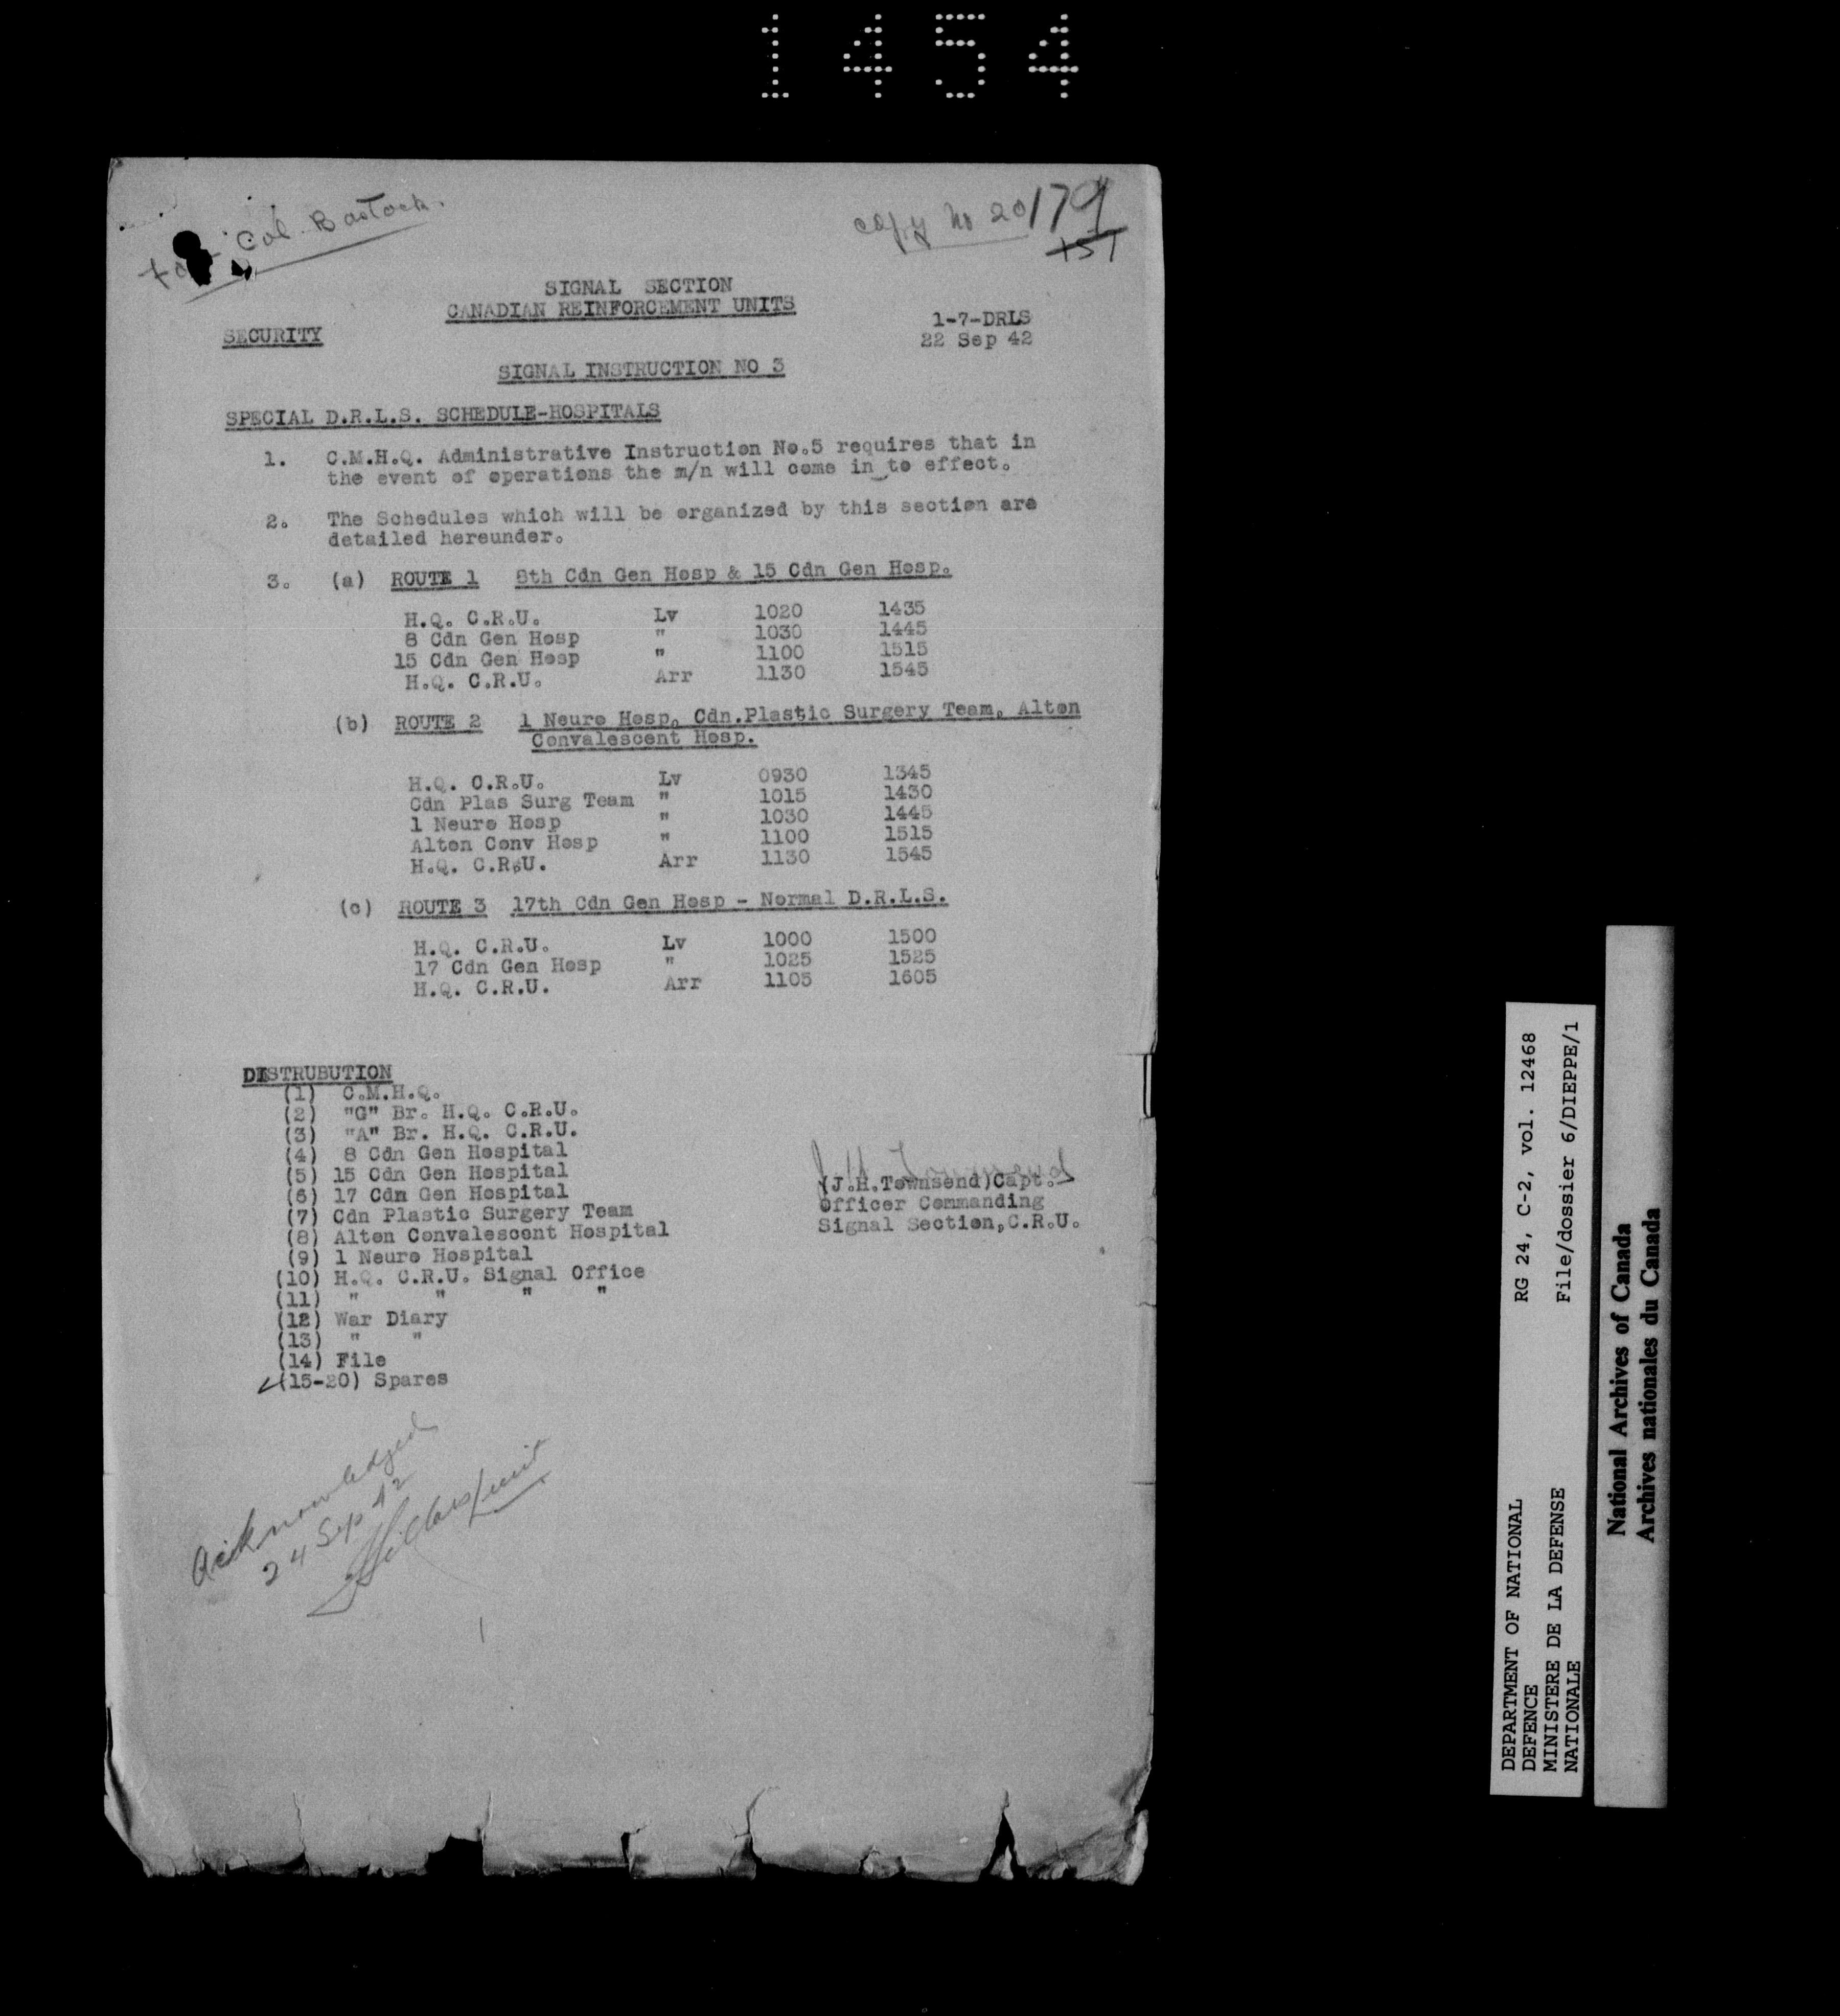 1454
for Col. Bostock.
copy No 20
179
151
SIGNAL SECTION
CANADIAN REINFORCEMENT UNITS
SECURITY
1-7-DRLS
22 Sep 42
SIGNAL INSTRUCTION NO 3
SPECIAL D.R.L.S. SCHEDULE-HOSPITALS
1. C.M.H.Q. Administrative Instruction No.5 requires that in
the event of operations the m/n will come in to effect.
2. The Schedules which will be organized by this section are
detailed hereunder.
3. (a) ROUTE 1 8th Cdn Gen Hosp & 15 Cdn Gen Hosp.
H.Q. C.R.U. Lv 1020 1435
8 Cdn Gen Hosp " 1030 1445
15 Cdn Gen Hosp " 1100 1515
H.Q. C.R.U. Arr 1130 1545
(b) ROUTE 2 1 Neuro Hosp. Cdn.Plastic Surgery Team, Alton
Convalescent Hosp.
H.Q. C.R.U. Lv 0930 1345
Cdn Plas Surg Team " 1015 1430
1 Neuro Hosp " 1030 1445
Alton Conv Hosp " 1100 1515
H.Q. C.R.U. Arr 1130 1545
(c) ROUTE 3 17th Cdn Gen Hosp - Normal D.R.L.S.
H.Q. C.R.U. Lv 1000 1500
17 Cdn Gen Hosp " 1025 1525
H.Q. C.R.U. Arr 1105 1605
DISTRUBUTION
(1) C.M.H.Q.
(2) "G" Br. H.Q. C.R.U.
(3) "A" Br. H.Q. C.R.U.
(4) 8 Cdn Gen Hospital
(5) 15 Cdn Gen Hospital
(6) 17 Cdn Gen Hospital
(7) Cdn Plastic Surgery Team
(8) Alton Convalescent Hospital
(9) 1 Neuro Hospital
(10) H.Q. C.R.U. Signal Office
(11) " " " "
(12) War Diary
(13) " "
(14) File
(15-20) Spares
J H Townsend
(J.H.Townsend)Capt.
Officer Commanding
Signal Section,C.R.U.
Acknowledged
24 Sep 42
DEPARTMENT OF NATIONAL
DEFENCE
MINISTERE DE LA DEFENSE
NATIONALE
RG 24, C-2, vol. 12468
File/dossier 6/DIEPPE/1
National Archives of Canada
Archives nationales du Canada